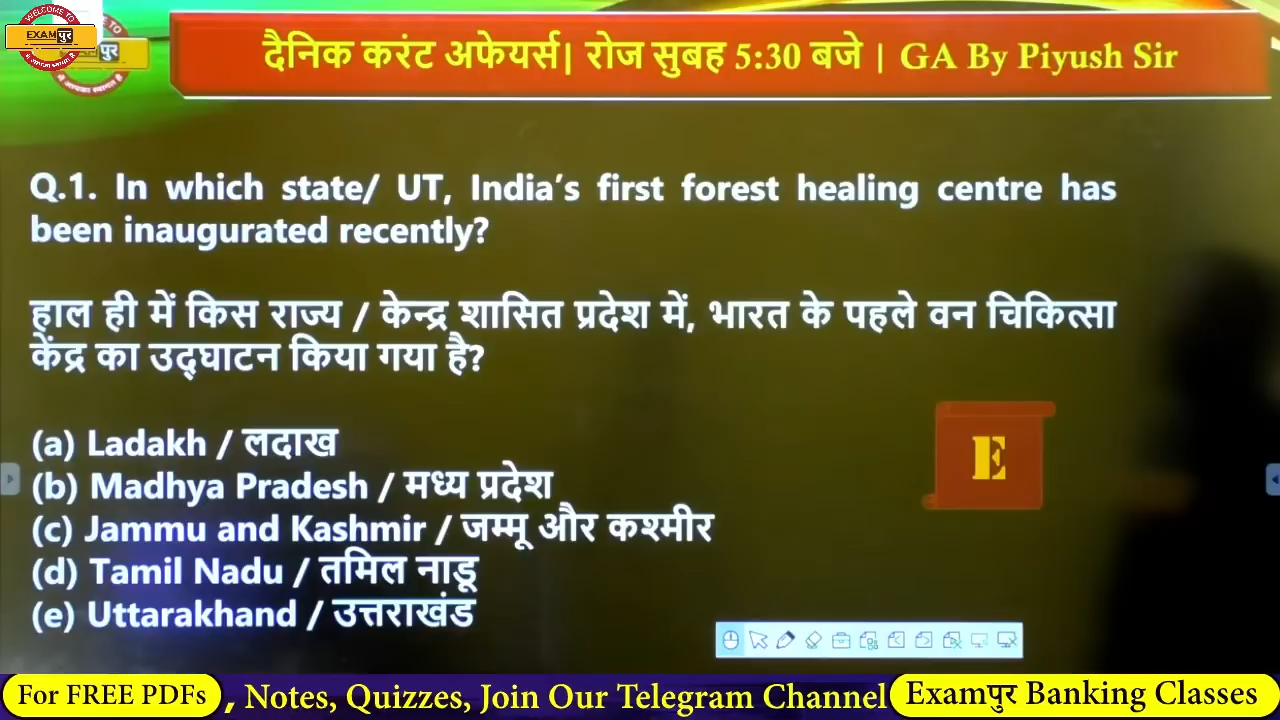 WELCOME TO
EXAMपुर
दैनिक करंट अफेयर्स| रोज सुबह 5:30 बजे | GA By Piyush Sir
Q.1. In which state/ UT, India’s first forest healing centre has
been inaugurated recently?
हाल ही में किस राज्य / केन्द्र शासित प्रदेश में, भारत के पहले वन चिकित्सा
केंद्र का उद्घाटन किया गया है?
(a) Ladakh / लदाख
(b) Madhya Pradesh / मध्य प्रदेश
(c) Jammu and Kashmir / जम्मू और कश्मीर
(d) Tamil Nadu / तमिल नाडू
(e) Uttarakhand / उत्तराखंड
E
For FREE PDFs , Notes, Quizzes, Join Our Telegram Channel Examपुर Banking Classes